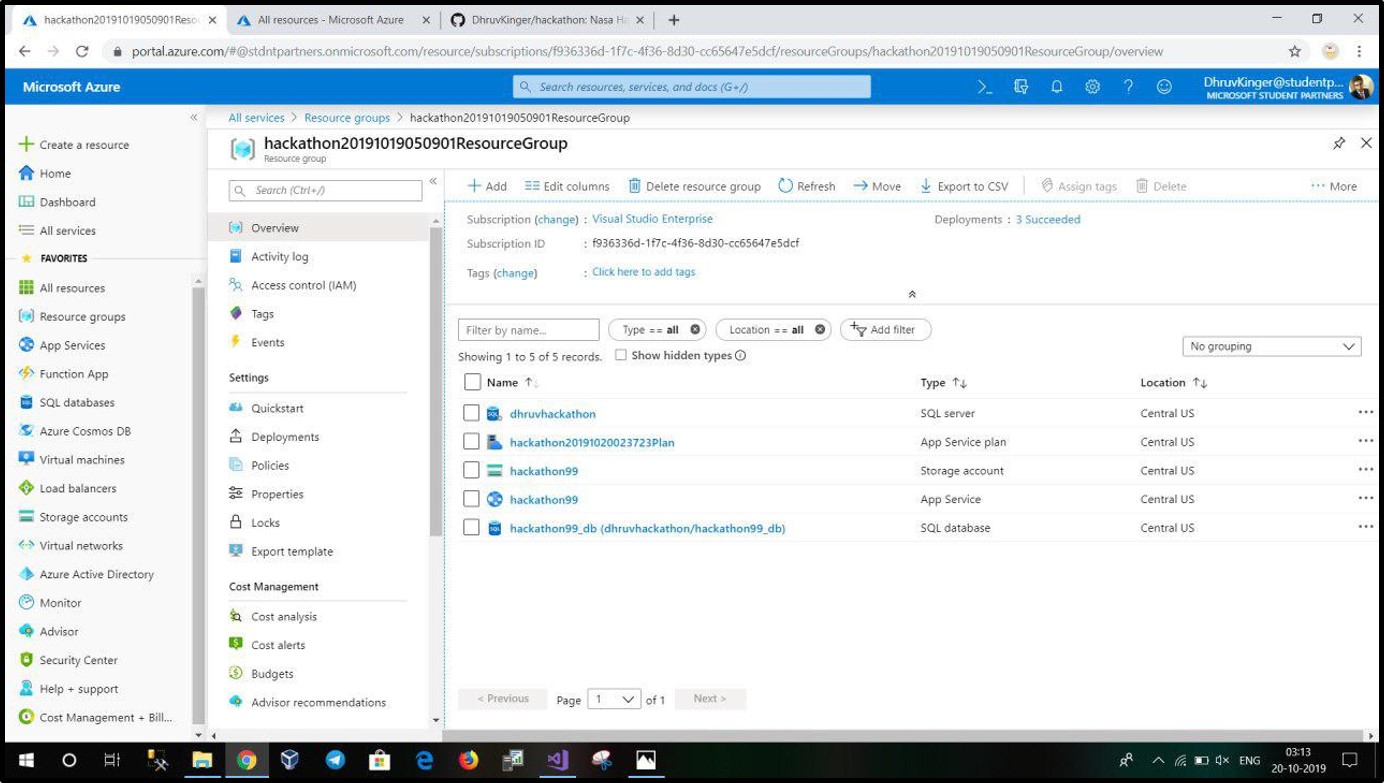 hackathon20191019050901Resou
All resources - Microsoft Azure
DhruvKinger/hackathon: Nasa Ha
portal.azure.com/#@stdntpartners.onmicrosoft.com/resource/subscriptions/f936336d-1f7c-4f36-8d30-cc65647e5dcf/resourceGroups/hackathon20191019050901ResourceGroup/overview
Microsoft Azure
Search resources, services, and docs (G+/)
DhruvKinger@studentp...
MICROSOFT STUDENT PARTNERS
All services > Resource groups > hackathon20191019050901ResourceGroup
hackathon20191019050901ResourceGroup
Resource group
Create a resource
Home
Dashboard
All services
FAVORITES
All resources
Resource groups
App Services
Function App
SQL databases
Azure Cosmos DB
Virtual machines
Load balancers
Storage accounts
Virtual networks
Azure Active Directory
Monitor
Advisor
Security Center
Help + support
Cost Management + Bill...
Search (Ctrl+/)
Overview
Activity log
Access control (IAM)
Tags
Events
Settings
Quickstart
Deployments
Policies
Properties
Locks
Export template
Cost Management
Cost analysis
Cost alerts
Budgets
Advisor recommendations
Add Edit columns Delete resource group Refresh Move Export to CSV Assign tags Delete ··· More
Subscription (change) : Visual Studio Enterprise Deployments : 3 Succeeded
Subscription ID : f936336d-1f7c-4f36-8d30-cc65647e5dcf
Tags (change) : Click here to add tags
Filter by name... Type == all Location == all Add filter
Showing 1 to 5 of 5 records. Show hidden types
No grouping
Name Type Location
dhruvhackathon SQL server Central US
hackathon20191020023723Plan App Service plan Central US
hackathon99 Storage account Central US
hackathon99 App Service Central US
hackathon99_db (dhruvhackathon/hackathon99_db) SQL database Central US
< Previous Page 1 of 1 Next >
ENG
03:13
20-10-2019